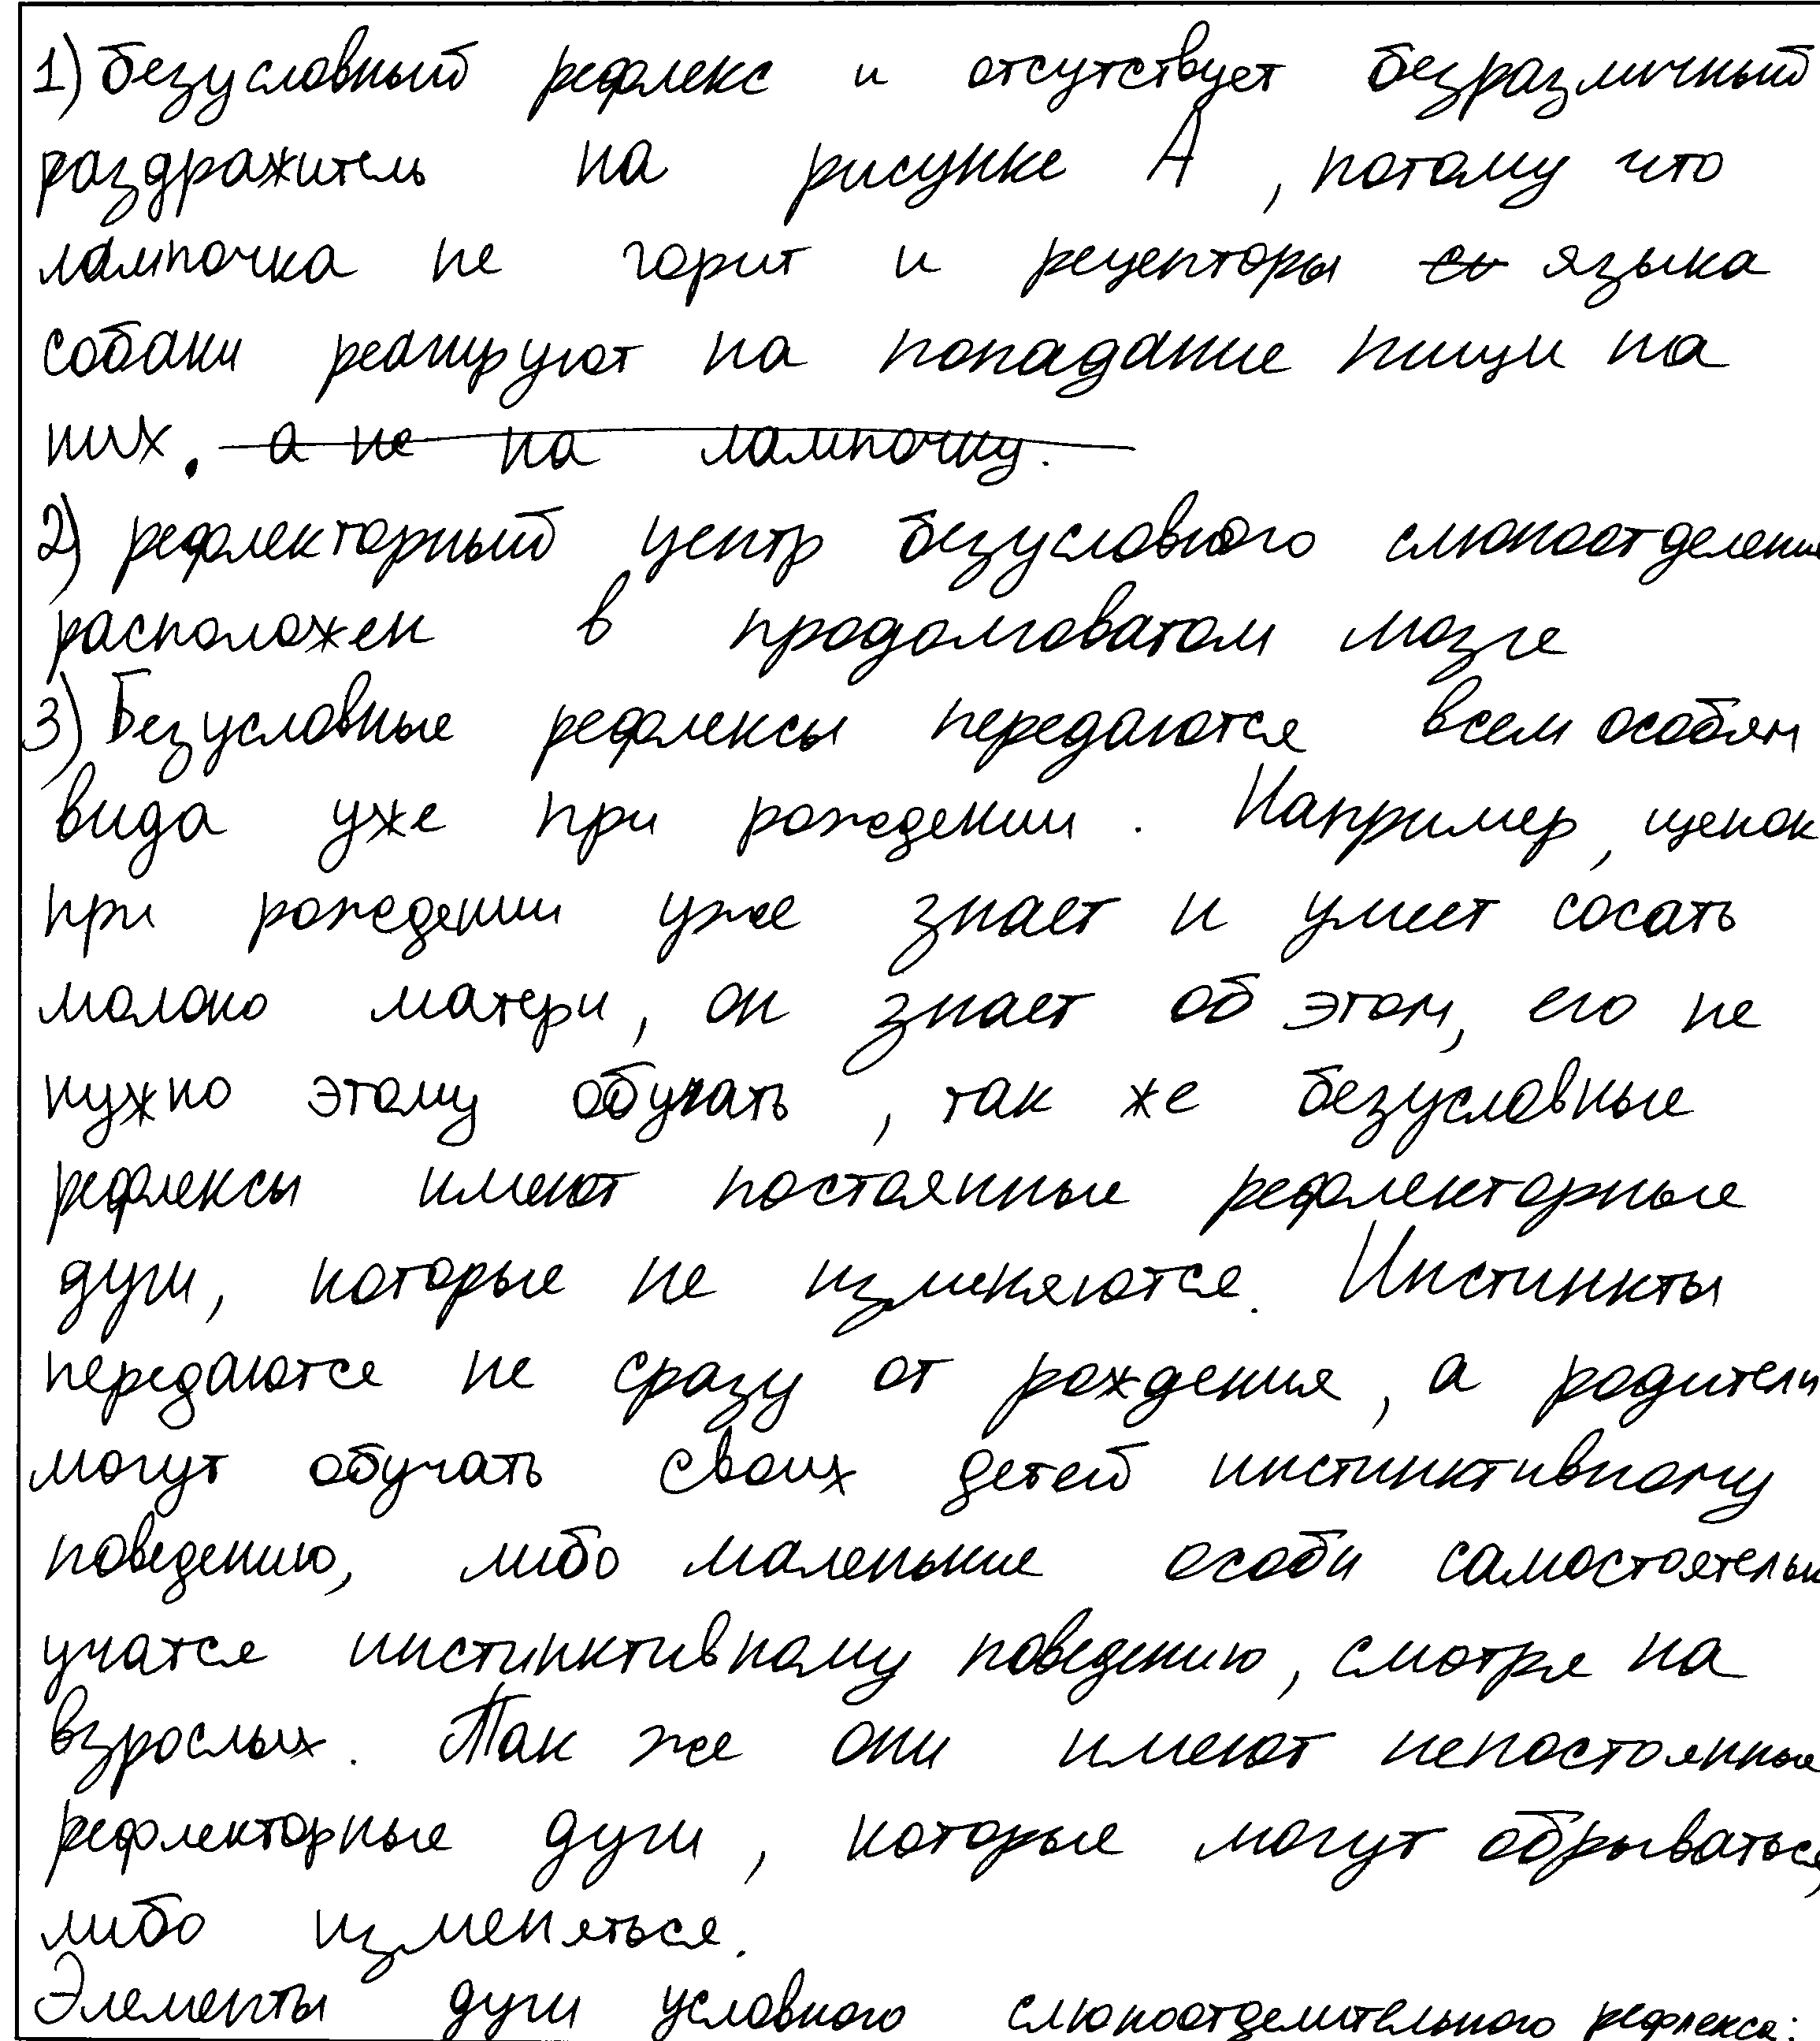 1) безусловный рефлекс и отсутствует безразличный
раздражитель на рисунке А, потому что
лампочка не горит и рецепторы со языка
собаки реагируют на попадание пищи на
них. а не на лампочку.
2) рефлекторный центр безусловного слюноотделения
расположен в продолговатом мозге
3) Безусловные рефлексы передаются всем особям
вида уже при рождении. Например, щенок
при рождении уже знает и умеет сосать
молоко матери, он знает об этом, его не
нужно этому обучать, так же безусловные
рефлексы имеют постоянные рефлекторные
дуги, которые не изменяются. Инстинкты
передаются не сразу от рождения, а родители
могут обучать своих детей инстинктивному
поведению, либо маленькие особи самостоятельн
учатся инстинктивному поведению, смотря на
взрослых. Так же они имеют непостоянные
рефлекторные дуги, которые могут обрываться,
либо изменяться.
Элементы дуги условного слюноотделительного рефлекса: